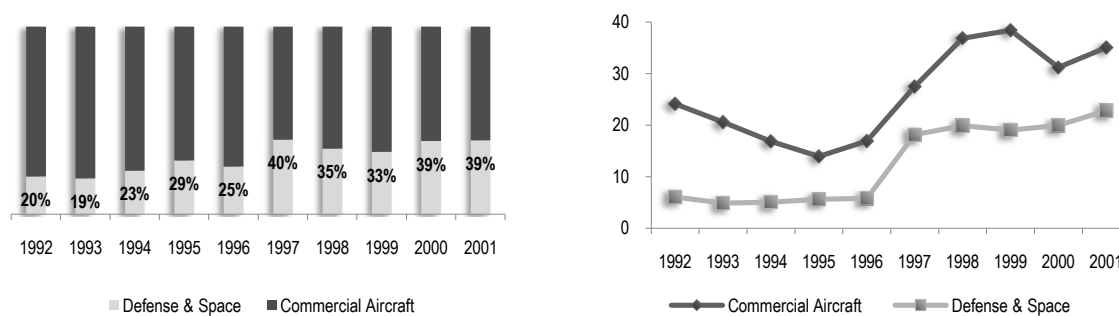 20% 19% 23% 29% 25% 40% 35% 33% 39% 39%
1992 1993 1994 1995 1996 1997 1998 1999 2000 2001
Defense & Space Commercial Aircraft
40
30
20
10
0
1992 1993 1994 1995 1996 1997 1998 1999 2000 2001
Commercial Aircraft Defense & Space